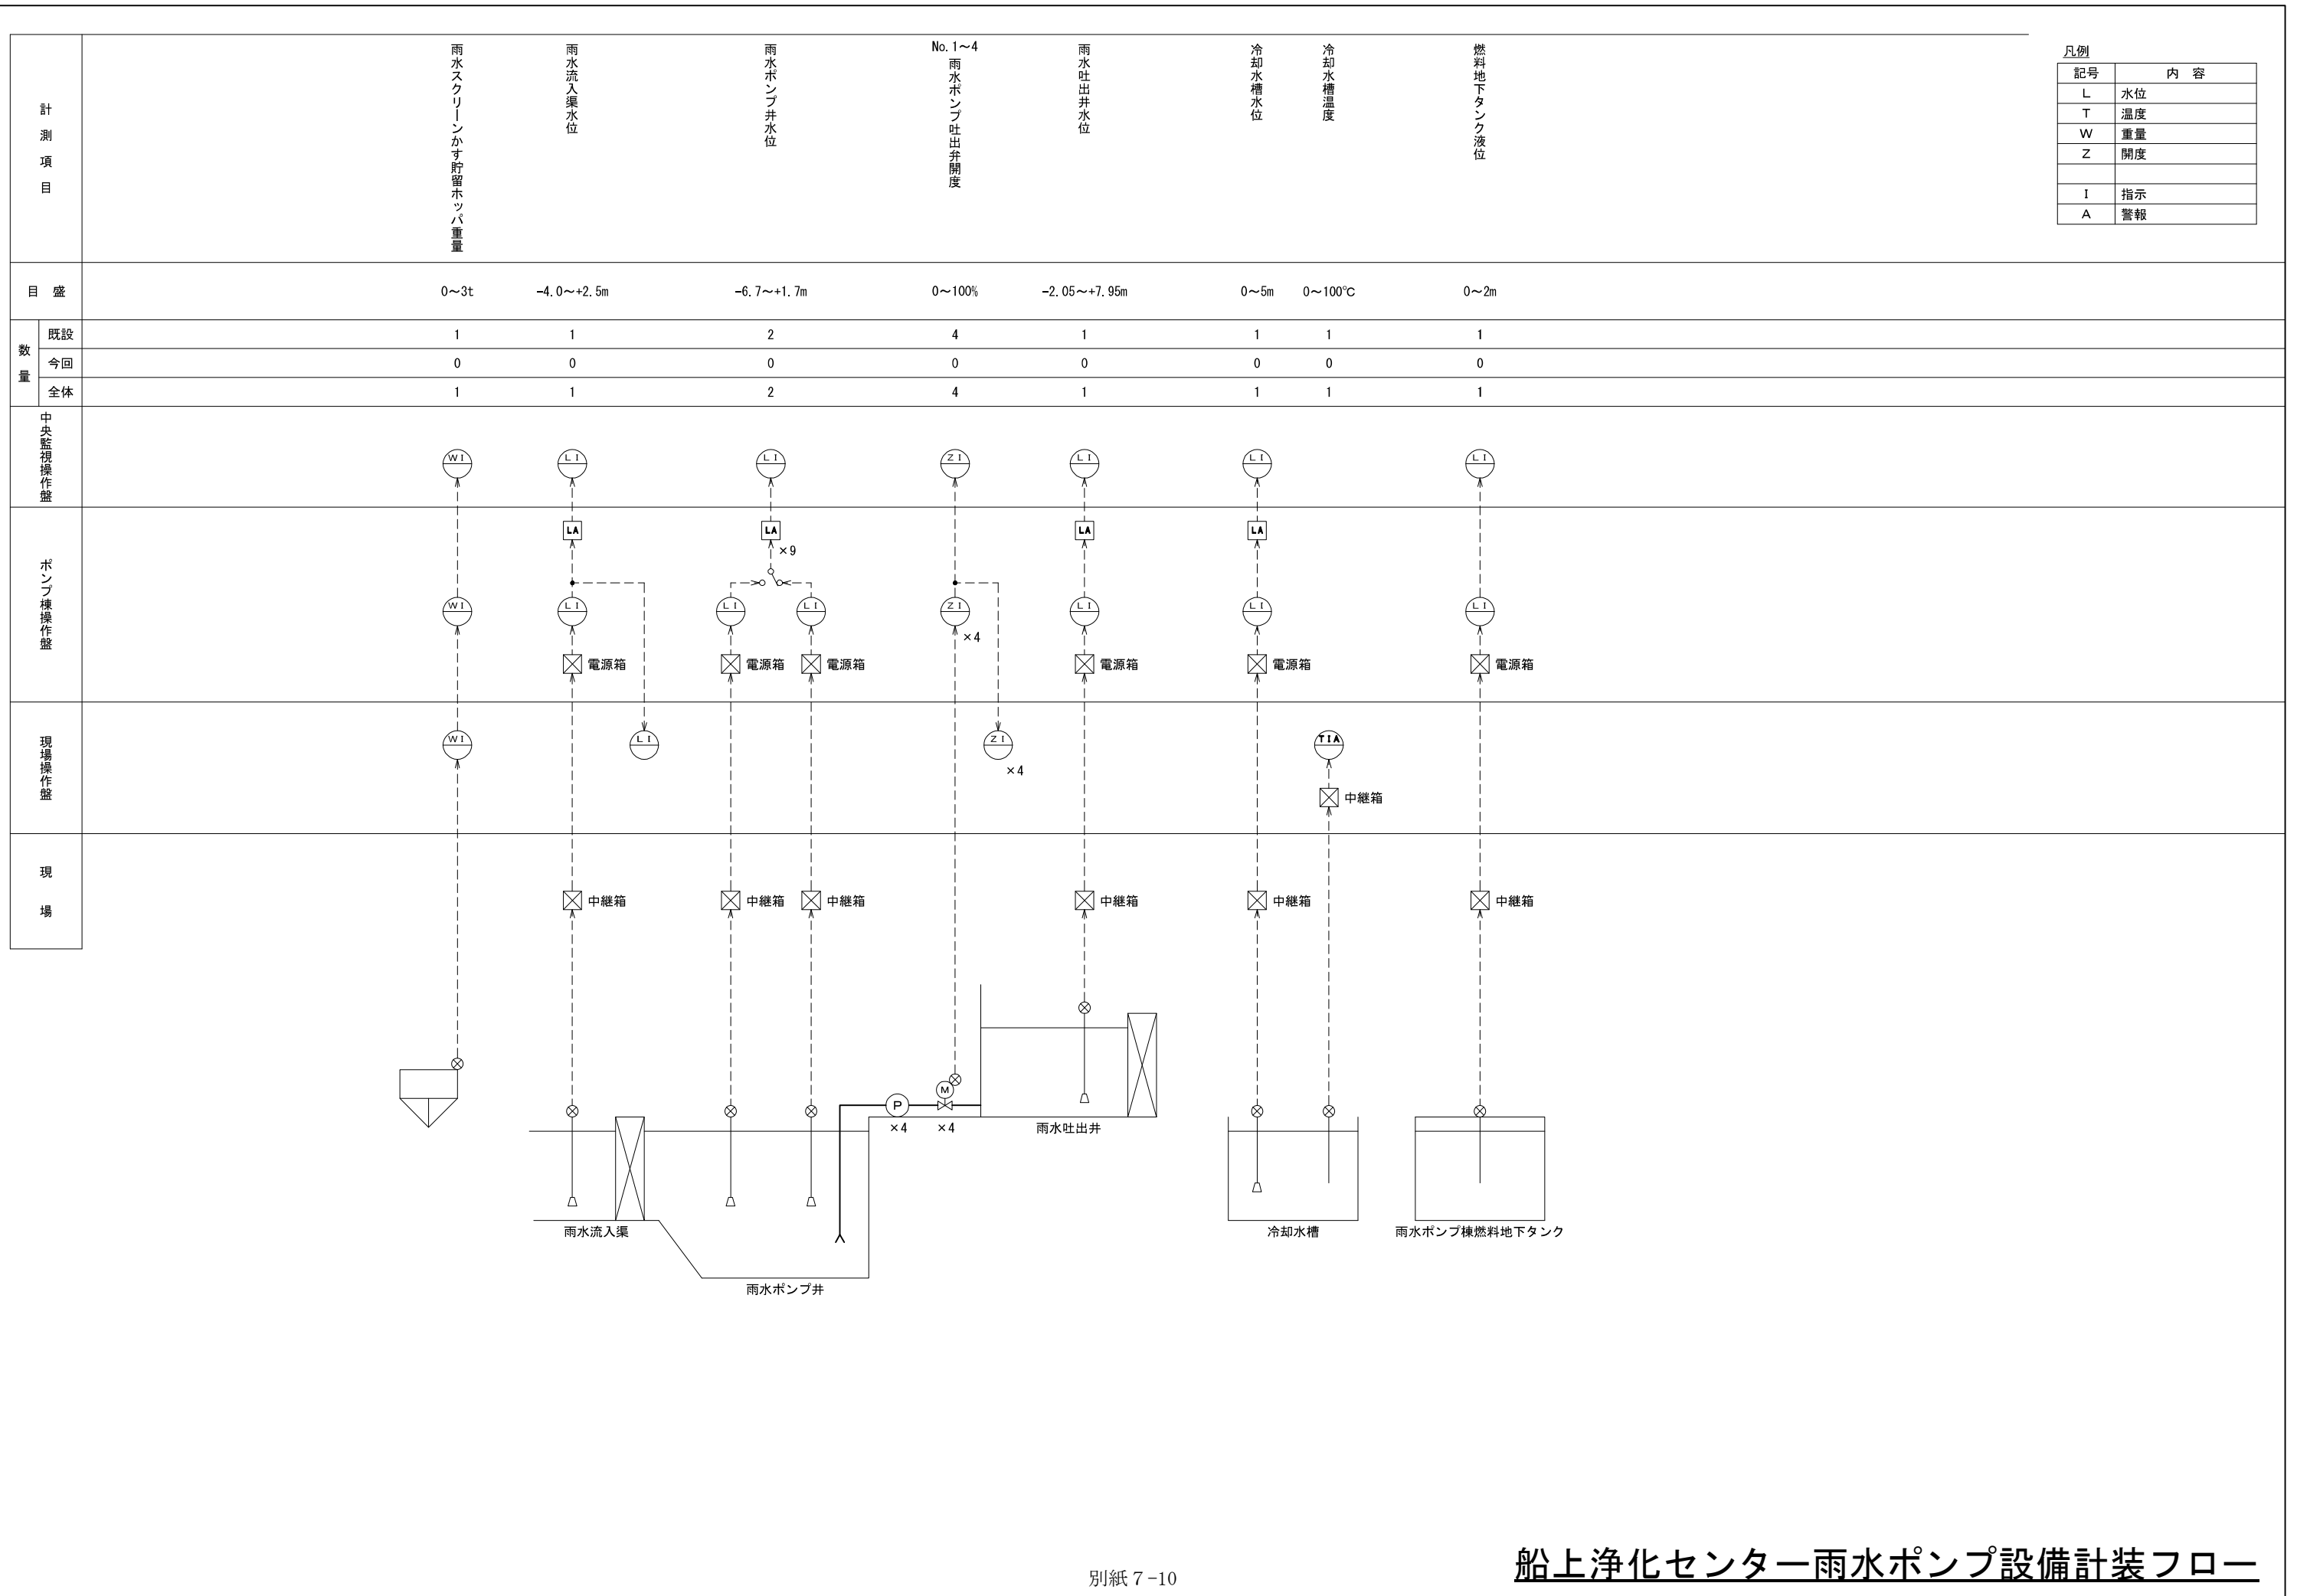 計測項目
雨水スクリーンかす貯留ホッパ重量
雨水流入渠水位
雨水ポンプ井水位
No.1～4
雨水ポンプ吐出弁開度
雨水吐出井水位
冷却水槽水位
冷却水槽温度
燃料地下タンク液位
凡例
記号 内 容
L 水位
T 温度
W 重量
Z 開度
I 指示
A 警報
目 盛 0～3t -4.0～+2.5m -6.7～+1.7m 0～100% -2.05～+7.95m 0～5m 0～100℃ 0～2m
数量
既設 1 1 2 4 1 1 1 1
今回 0 0 0 0 0 0 0 0
全体 1 1 2 4 1 1 1 1
中央監視操作盤
WI LI LI ZI LI LI LI
ポンプ棟操作盤
LA LA LA LA
×9
WI LI LI LI ZI LI LI LI
×4
電源箱 電源箱 電源箱 電源箱 電源箱 電源箱
現場操作盤
WI LI ZI TIA
×4
中継箱
現場
中継箱 中継箱 中継箱 中継箱 中継箱 中継箱
M
P
×4 ×4 雨水吐出井
雨水流入渠 冷却水槽 雨水ポンプ棟燃料地下タンク
雨水ポンプ井
船上浄化センター雨水ポンプ設備計装フロー
別紙7-10